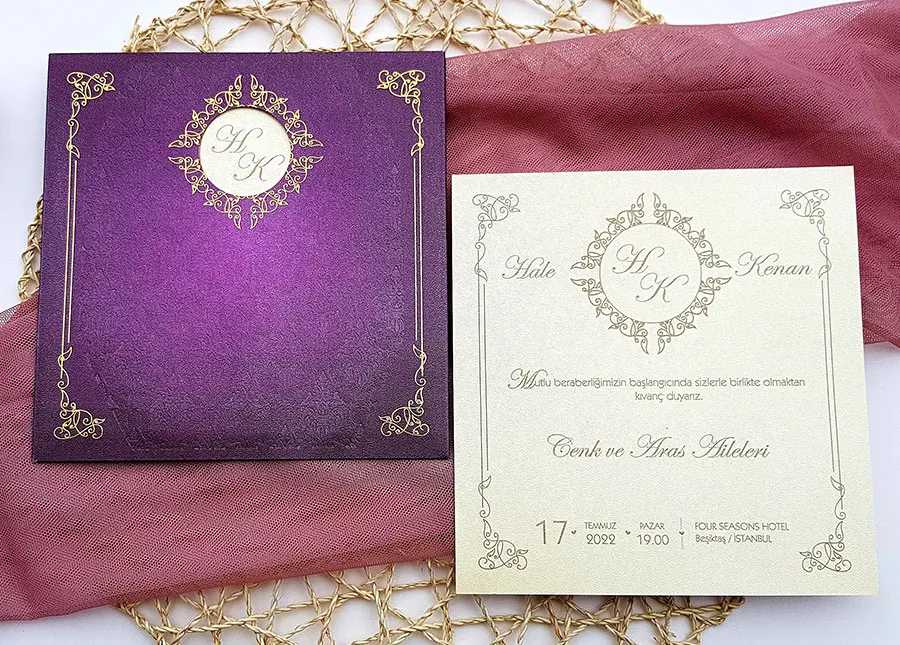 H
K
Hale
H
K
Kenan
Mutlu beraberliğimizin başlangıcında sizlerle birlikte olmaktan
kıvanç duyarız.
Cenk ve Aras Aileleri
17 TEMMUZ 2022 PAZAR 19.00
FOUR SEASONS HOTEL
Beşiktaş / İSTANBUL